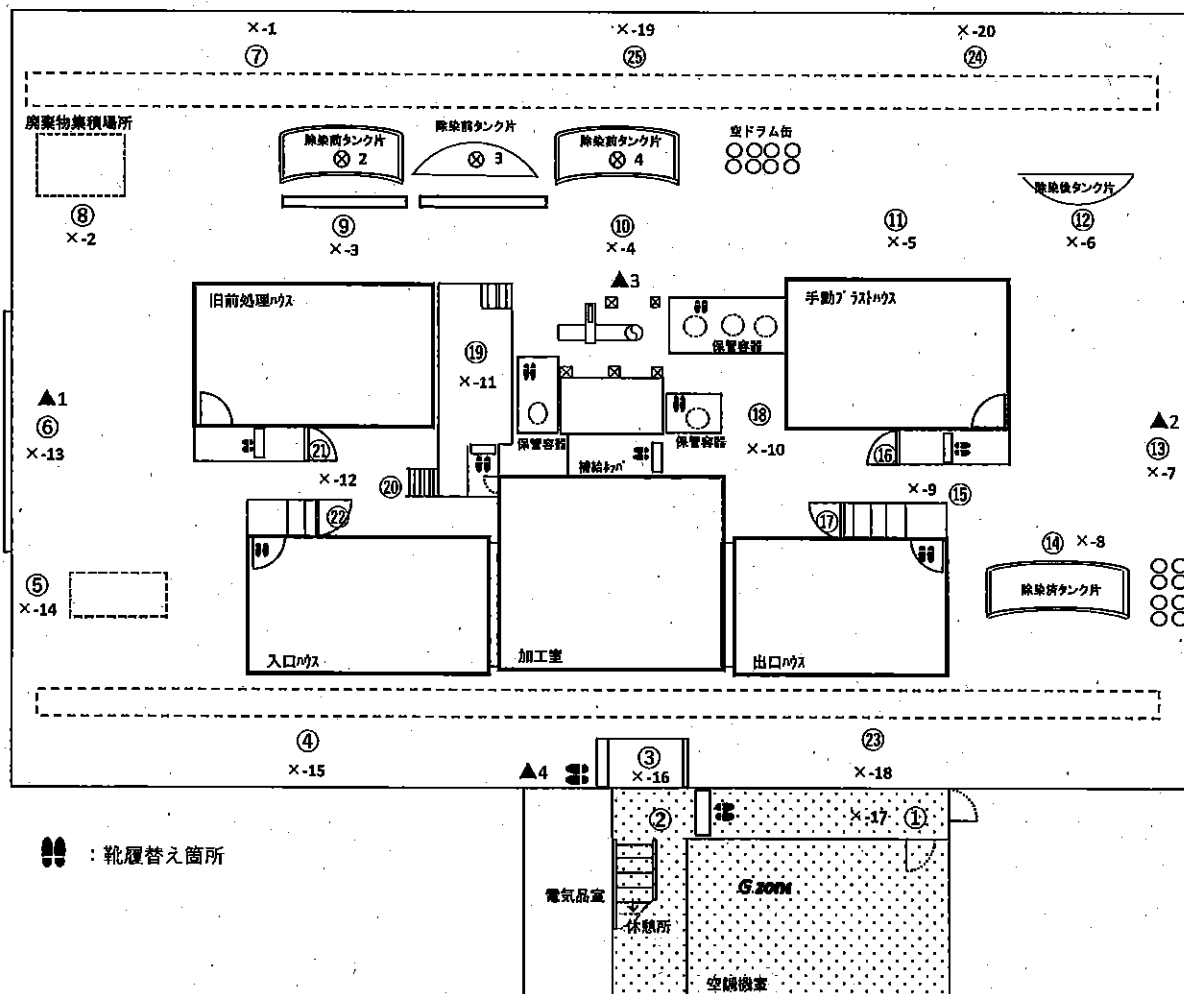 ×-1
×-19
×-20
⑦
㉕
㉔
廃棄物集積場所
除染前タンク片
⊗ 2
除染前タンク片
⊗ 3
除染前タンク片
⊗ 4
空ドラム缶
除染後タンク片
⑧
×-2
⑨
×-3
⑩
×-4
⑪
×-5
⑫
×-6
▲3
旧前処理ハウス
手動ブラストハウス
保管容器
⑲
×-11
▲1
⑥
×-13
⑱
×-10
▲2
⑬
×-7
保管容器
保管容器
㉑
⑯
×-12
⑳
補給ホッパ
×-9
⑮
㉒
⑰
⑤
×-14
⑭
×-8
除染済タンク片
入口ハウス
加工室
出口ハウス
④
×-15
▲4
③
×-16
㉓
×-18
②
×-17
①
:靴履替え箇所
電気品室
休憩所
G zone
空調機室